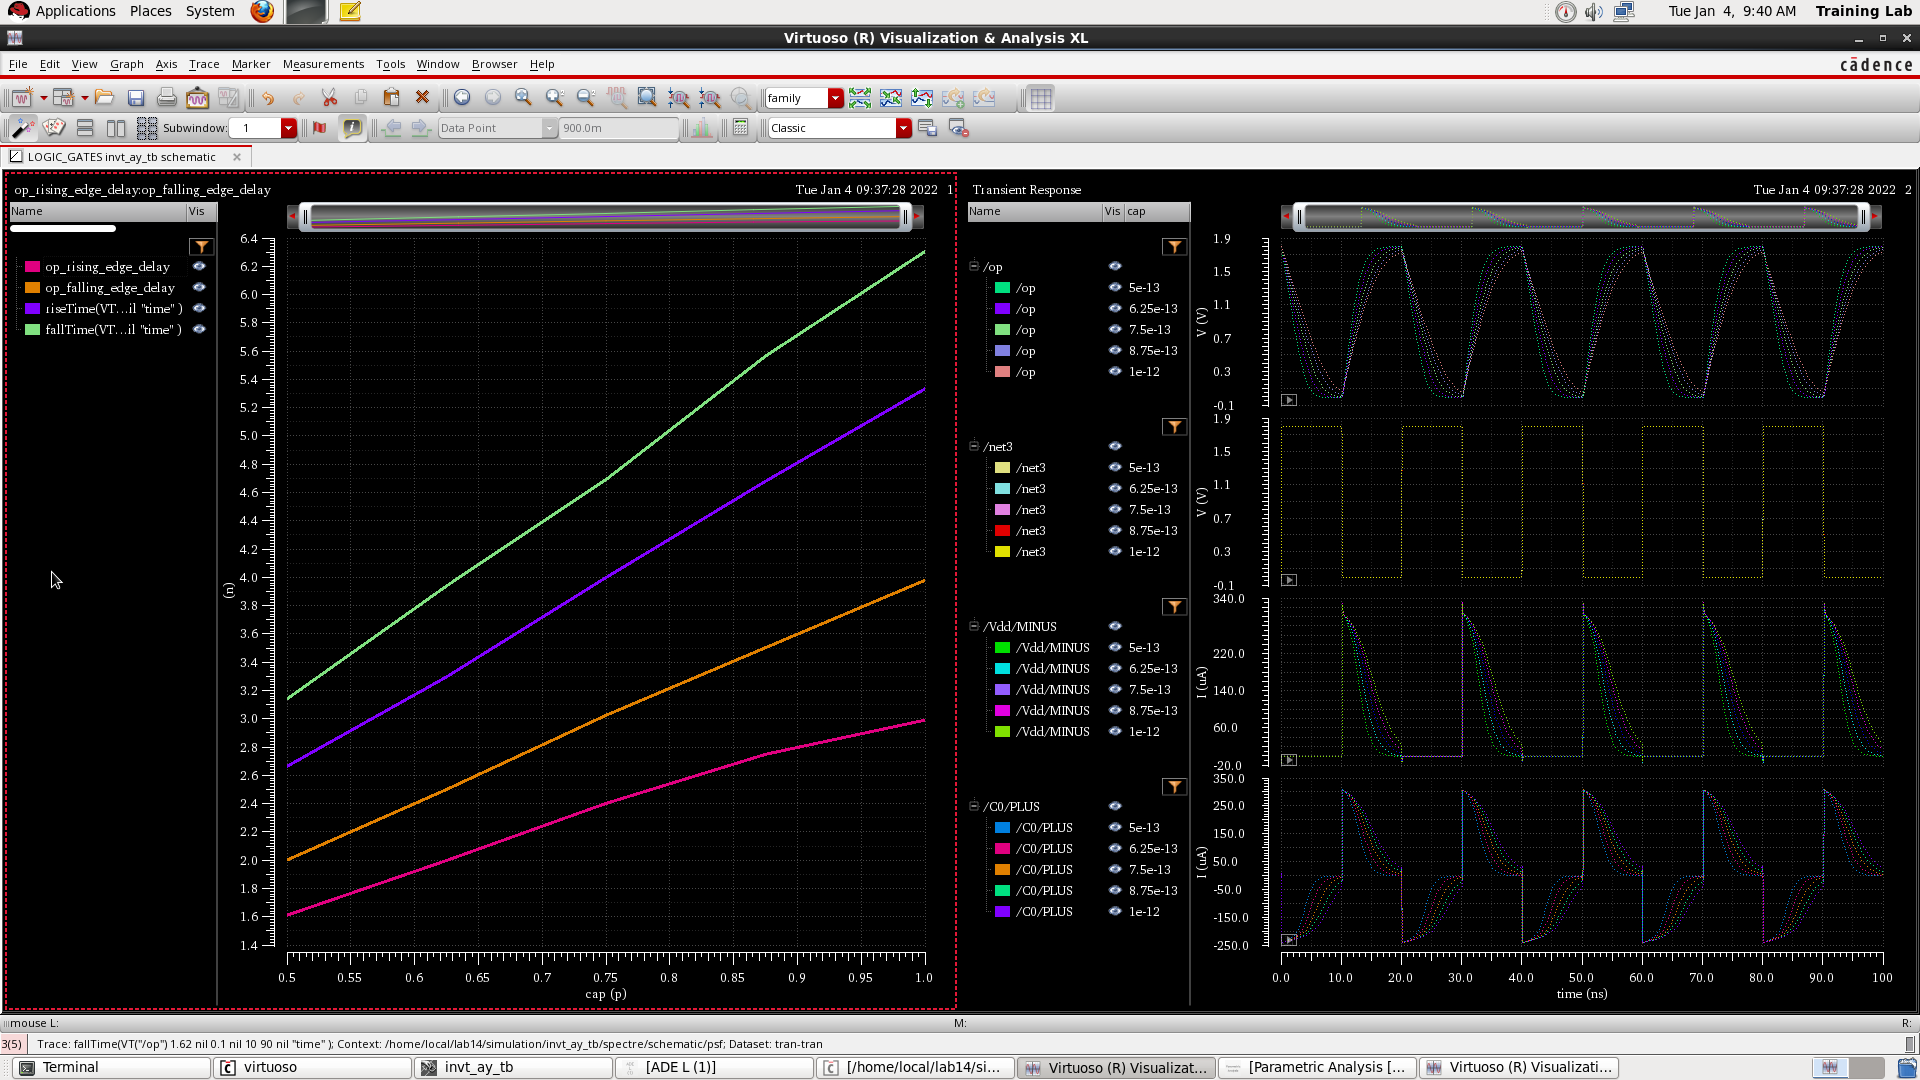 Applications Places System Tue Jan 4, 9:40 AM Training Lab
Virtuoso (R) Visualization & Analysis XL
File Edit View Graph Axis Trace Marker Measurements Tools Window Browser Help cādence
family
Subwindow: 1 Data Point 900.0m Classic
LOGIC_GATES invt_ay_tb schematic
op_rising_edge_delay:op_falling_edge_delay Tue Jan 4 09:37:28 2022 1
Name Vis
op_rising_edge_delay
op_falling_edge_delay
riseTime(VT...il "time" )
fallTime(VT...il "time" )
6.4
6.2
6.0
5.8
5.6
5.4
5.2
5.0
4.8
4.6
4.4
4.2
4.0
3.8
3.6
3.4
3.2
3.0
2.8
2.6
2.4
2.2
2.0
1.8
1.6
1.4
(n)
0.5 0.55 0.6 0.65 0.7 0.75 0.8 0.85 0.9 0.95 1.0
cap (p)
Transient Response Tue Jan 4 09:37:28 2022 2
Name Vis cap
/op
/op 5e-13
/op 6.25e-13
/op 7.5e-13
/op 8.75e-13
/op 1e-12
/net3
/net3 5e-13
/net3 6.25e-13
/net3 7.5e-13
/net3 8.75e-13
/net3 1e-12
/Vdd/MINUS
/Vdd/MINUS 5e-13
/Vdd/MINUS 6.25e-13
/Vdd/MINUS 7.5e-13
/Vdd/MINUS 8.75e-13
/Vdd/MINUS 1e-12
/C0/PLUS
/C0/PLUS 5e-13
/C0/PLUS 6.25e-13
/C0/PLUS 7.5e-13
/C0/PLUS 8.75e-13
/C0/PLUS 1e-12
1.9
1.5
1.1
0.7
0.3
-0.1
V (V)
1.9
1.5
1.1
0.7
0.3
-0.1
V (V)
340.0
220.0
140.0
60.0
-20.0
I (uA)
350.0
250.0
150.0
50.0
-50.0
-150.0
-250.0
I (uA)
0.0 10.0 20.0 30.0 40.0 50.0 60.0 70.0 80.0 90.0 100
time (ns)
mouse L: M: R:
3(5) Trace: fallTime(VT("/op") 1.62 nil 0.1 nil 10 90 nil "time" ); Context: /home/local/lab14/simulation/invt_ay_tb/spectre/schematic/psf; Dataset: tran-tran
Terminal virtuoso invt_ay_tb [ADE L (1)] [/home/local/lab14/si... Virtuoso (R) Visualizat... [Parametric Analysis [... Virtuoso (R) Visualizati...